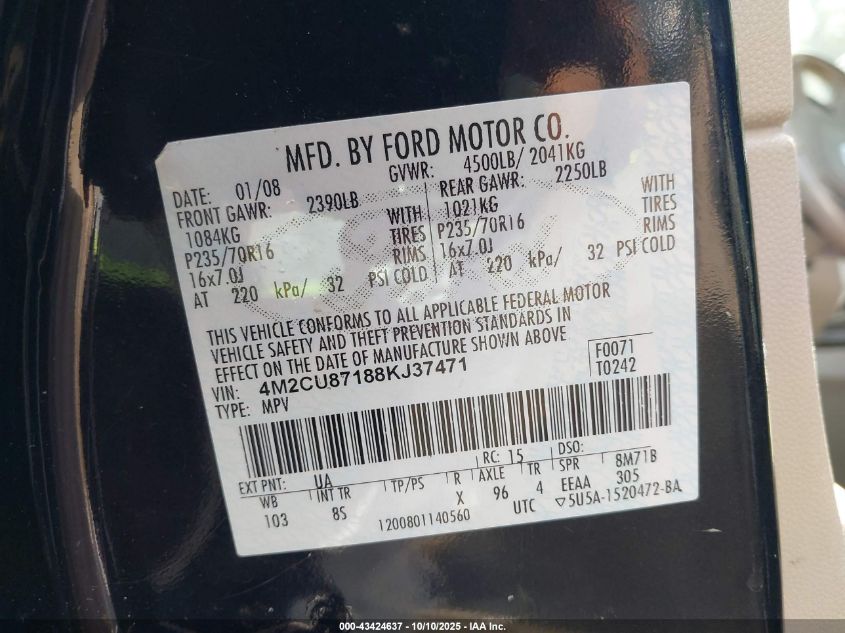 MFD. BY FORD MOTOR CO.
DATE: 01/08 GVWR: 4500LB/ 2041KG
FRONT GAWR: 2390LB REAR GAWR: 2250LB
1084KG WITH 1021KG WITH
P235/70R16 TIRES P235/70R16 TIRES
16x7.0J RIMS 16x7.0J RIMS
AT 220 kPa/ 32 PSI COLD AT 220 kPa/ 32 PSI COLD
THIS VEHICLE CONFORMS TO ALL APPLICABLE FEDERAL MOTOR
VEHICLE SAFETY AND THEFT PREVENTION STANDARDS IN
EFFECT ON THE DATE OF MANUFACTURE SHOWN ABOVE
VIN: 4M2CU87188KJ37471 F0071
TYPE: MPV T0242
EXT PNT: UA RC: 15 DSO:
WB INT TR TP/PS R AXLE TR SPR 8M71B
103 8S X 96 4 EEAA 305
1200801140560 UTC ▽5U5A-1520472-BA
000-43424637 - 10/10/2025 - IAA Inc.